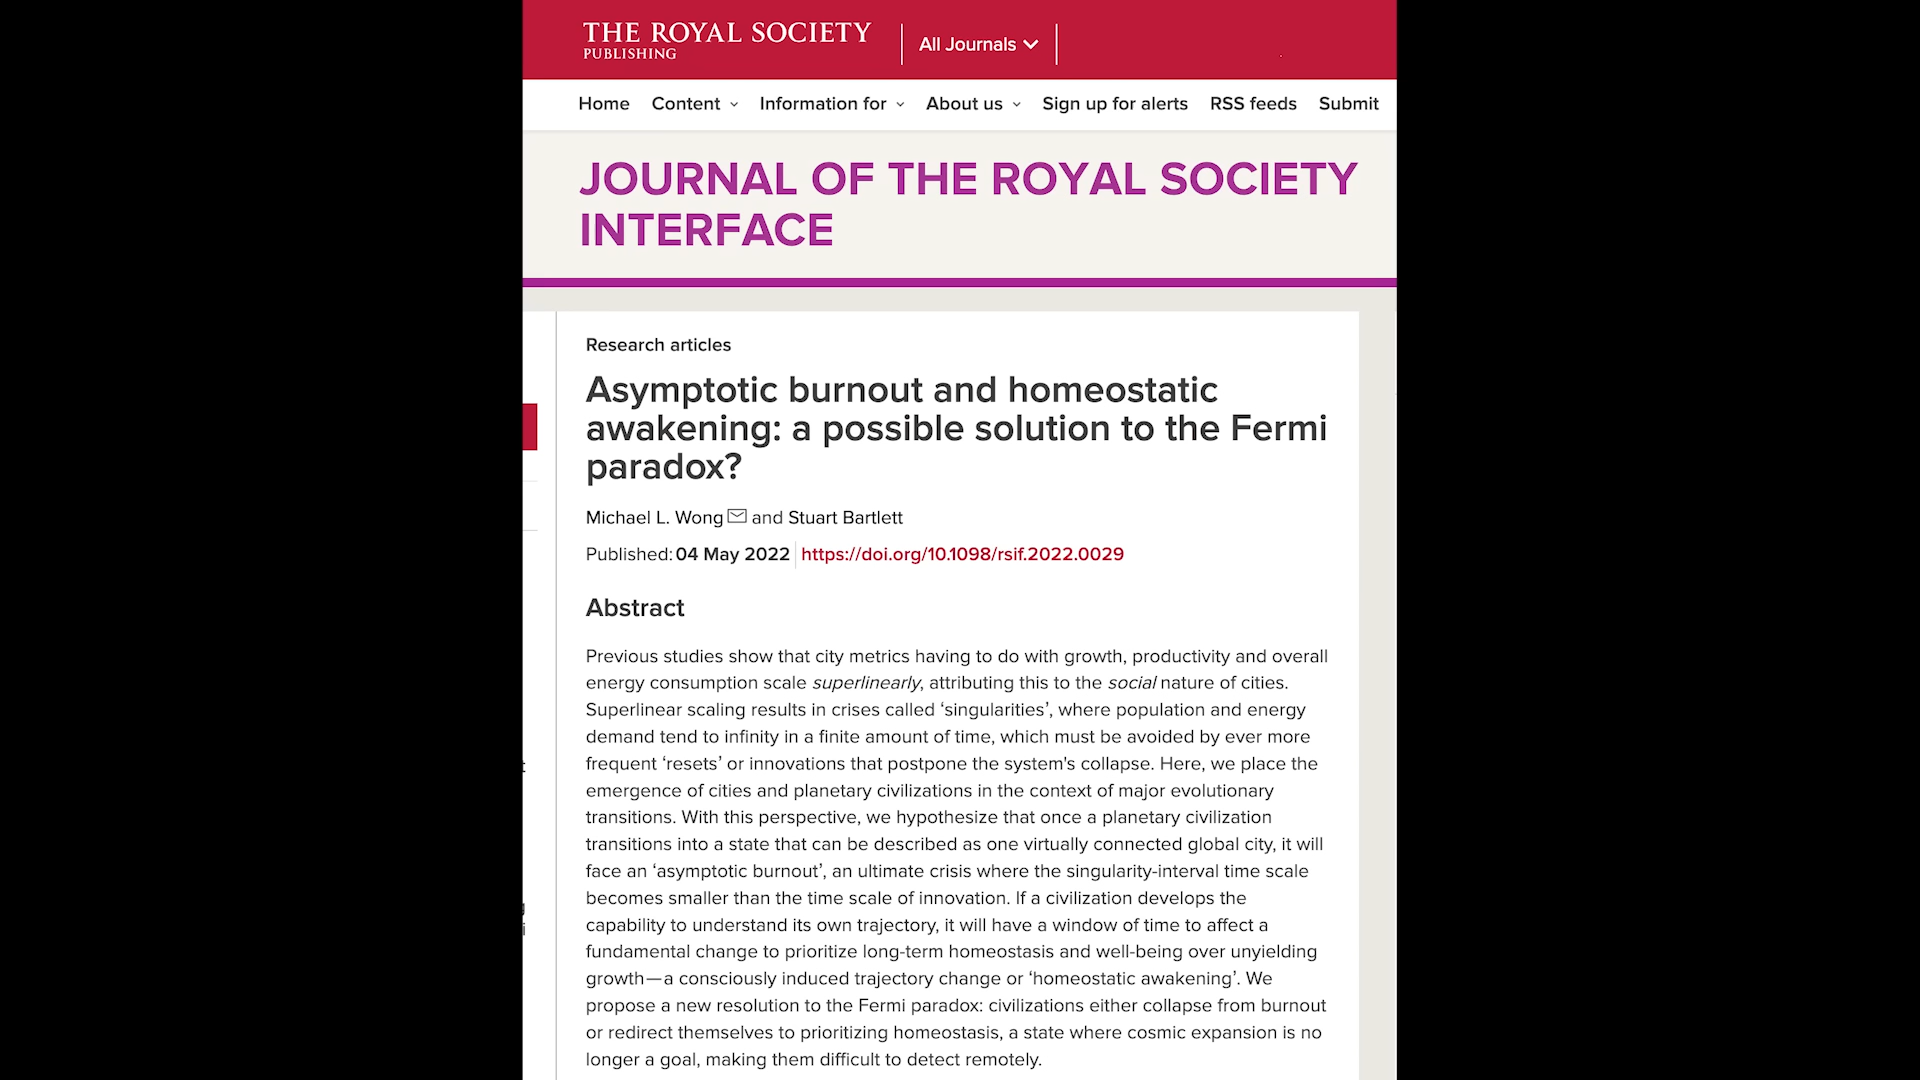 THE ROYAL SOCIETY
PUBLISHING
All Journals
Home Content Information for About us Sign up for alerts RSS feeds Submit
JOURNAL OF THE ROYAL SOCIETY
INTERFACE
Research articles
Asymptotic burnout and homeostatic
awakening: a possible solution to the Fermi
paradox?
Michael L. Wong and Stuart Bartlett
Published: 04 May 2022 https://doi.org/10.1098/rsif.2022.0029
Abstract
Previous studies show that city metrics having to do with growth, productivity and overall
energy consumption scale superlinearly, attributing this to the social nature of cities.
Superlinear scaling results in crises called ‘singularities’, where population and energy
demand tend to infinity in a finite amount of time, which must be avoided by ever more
frequent ‘resets’ or innovations that postpone the system's collapse. Here, we place the
emergence of cities and planetary civilizations in the context of major evolutionary
transitions. With this perspective, we hypothesize that once a planetary civilization
transitions into a state that can be described as one virtually connected global city, it will
face an ‘asymptotic burnout’, an ultimate crisis where the singularity-interval time scale
becomes smaller than the time scale of innovation. If a civilization develops the
capability to understand its own trajectory, it will have a window of time to affect a
fundamental change to prioritize long-term homeostasis and well-being over unyielding
growth—a consciously induced trajectory change or ‘homeostatic awakening’. We
propose a new resolution to the Fermi paradox: civilizations either collapse from burnout
or redirect themselves to prioritizing homeostasis, a state where cosmic expansion is no
longer a goal, making them difficult to detect remotely.